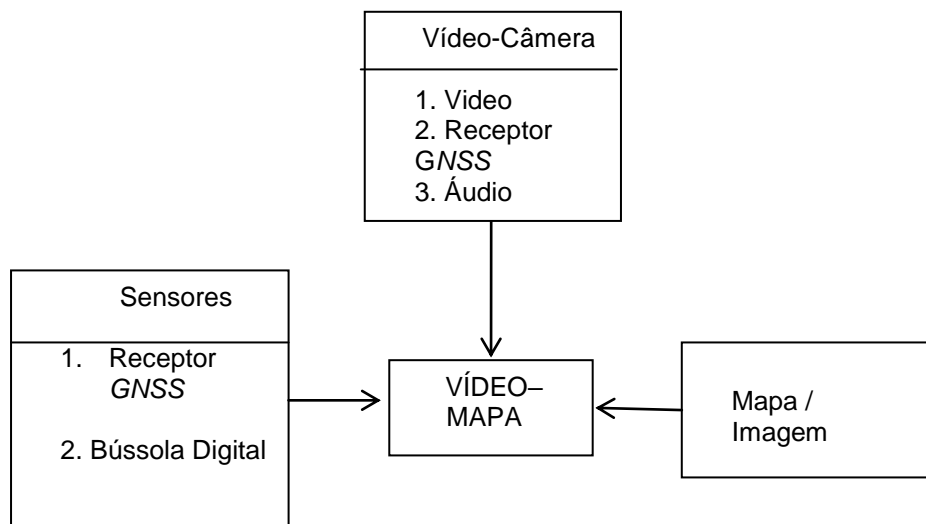 Vídeo-Câmera
1. Video
2. Receptor
GNSS
3. Áudio
Sensores
1. Receptor
GNSS
2. Bússola Digital
VÍDEO–
MAPA
Mapa /
Imagem